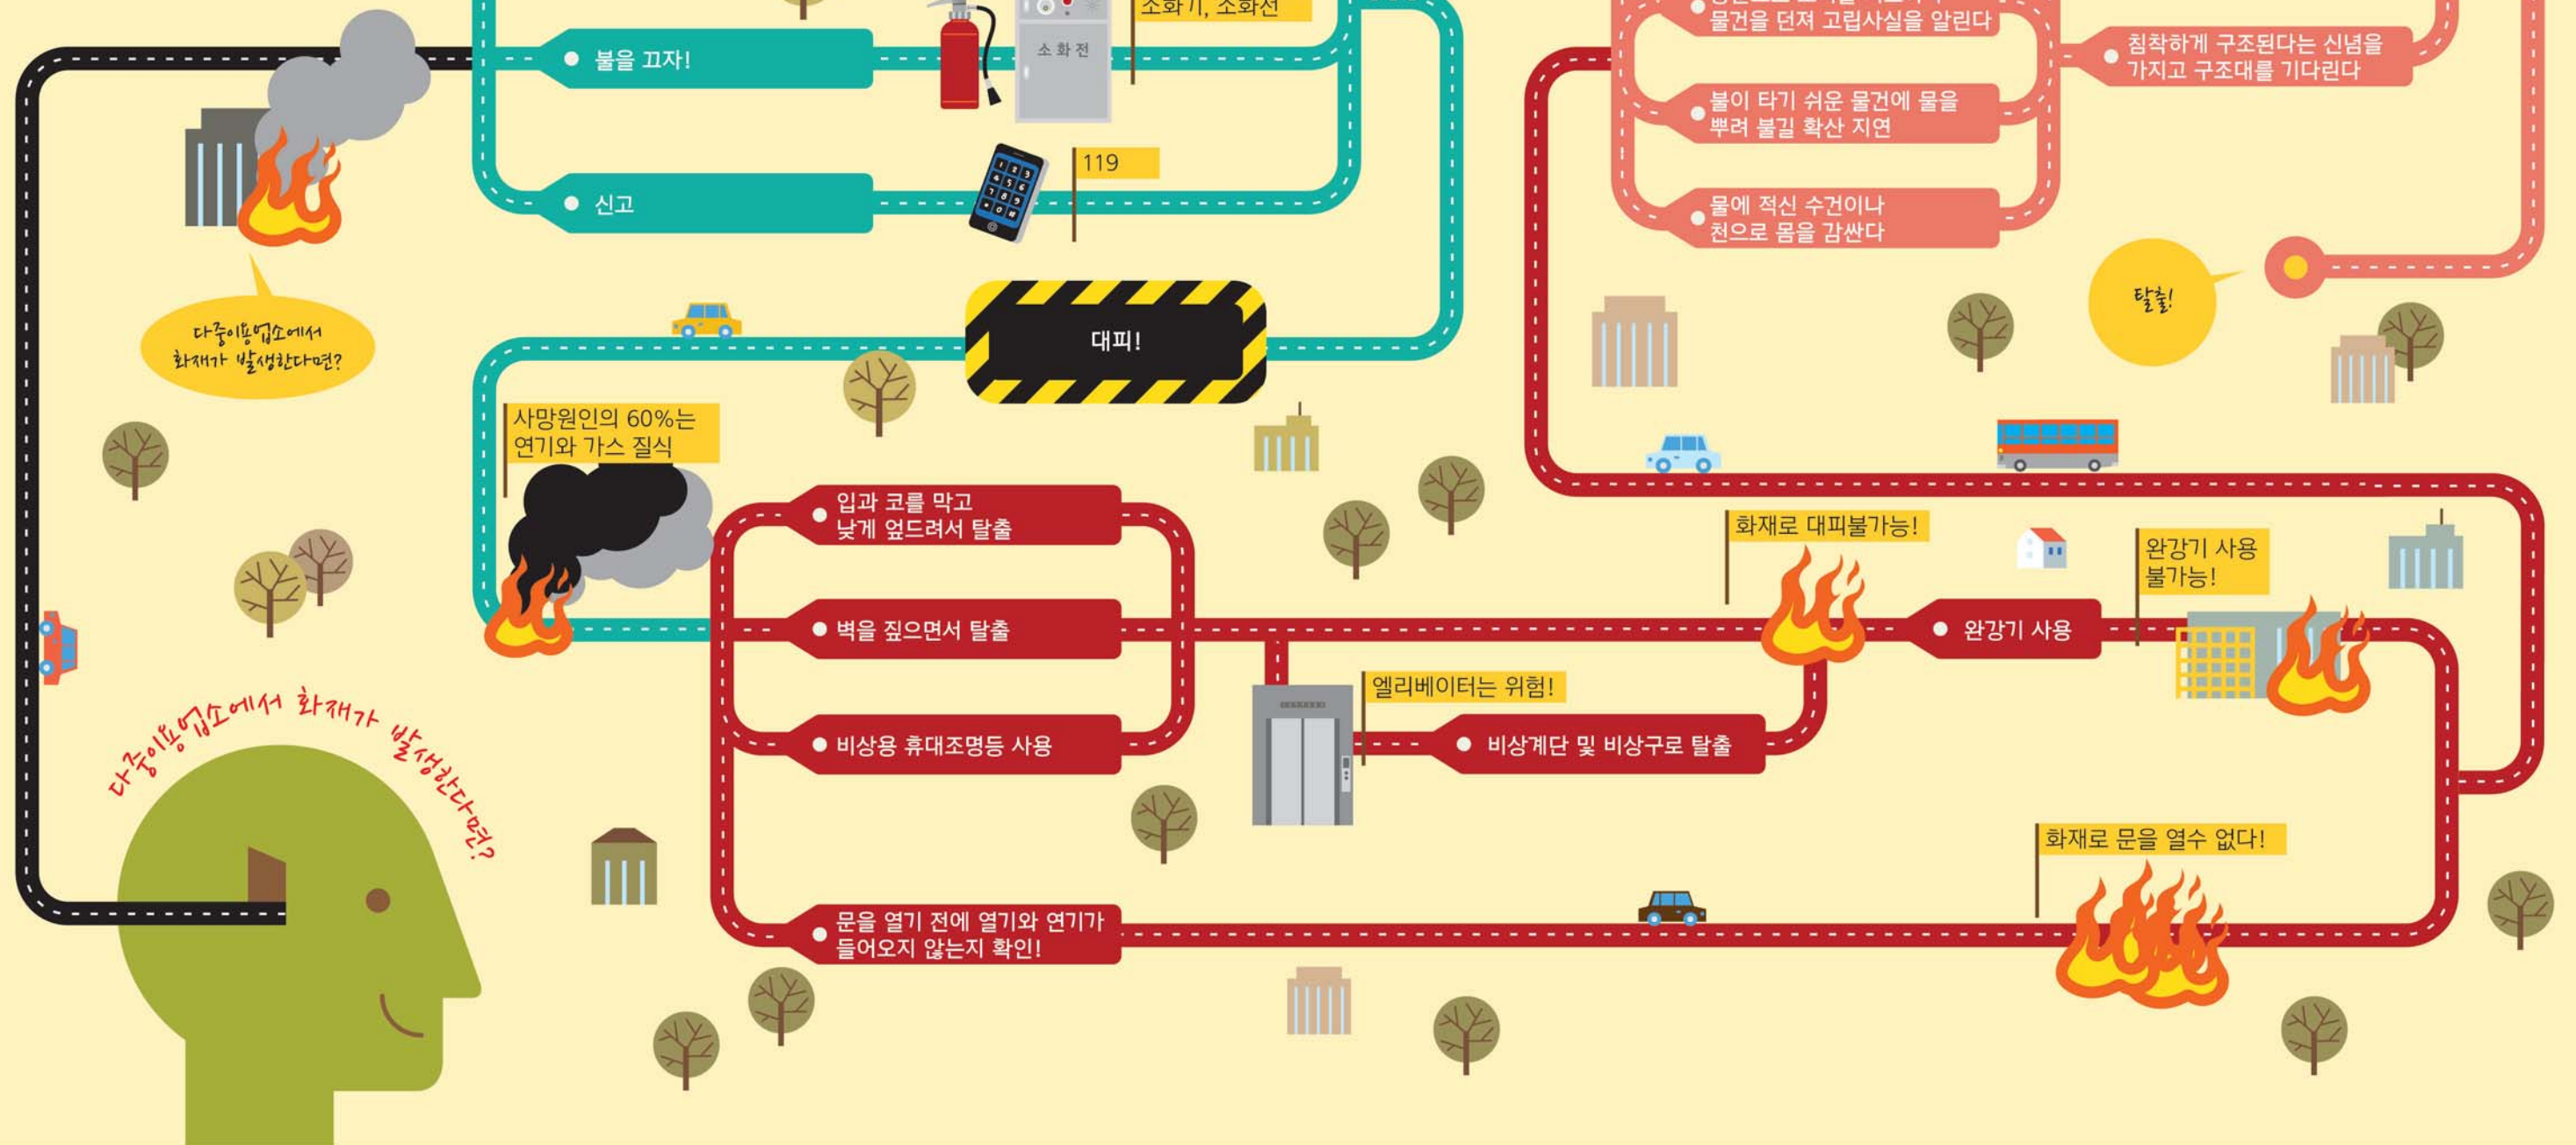 소화기, 소화전
불을 끄자!
소화전
119
신고
다중이용업소에서
화재가 발생한다면?
대피!
사망원인의 60%는
연기와 가스 질식
입과 코를 막고
낮게 엎드려서 탈출
벽을 짚으면서 탈출
비상용 휴대조명등 사용
문을 열기 전에 열기와 연기가
들어오지 않는지 확인!
다중이용업소에서 화재가 발생한다면?
엘리베이터는 위험!
비상계단 및 비상구로 탈출
화재로 대피불가능!
완강기 사용
완강기 사용
불가능!
화재로 문을 열수 없다!
물건을 던져 고립사실을 알린다
불이 타기 쉬운 물건에 물을
뿌려 불길 확산 지연
물에 적신 수건이나
천으로 몸을 감싼다
침착하게 구조된다는 신념을
가지고 구조대를 기다린다
탈출!